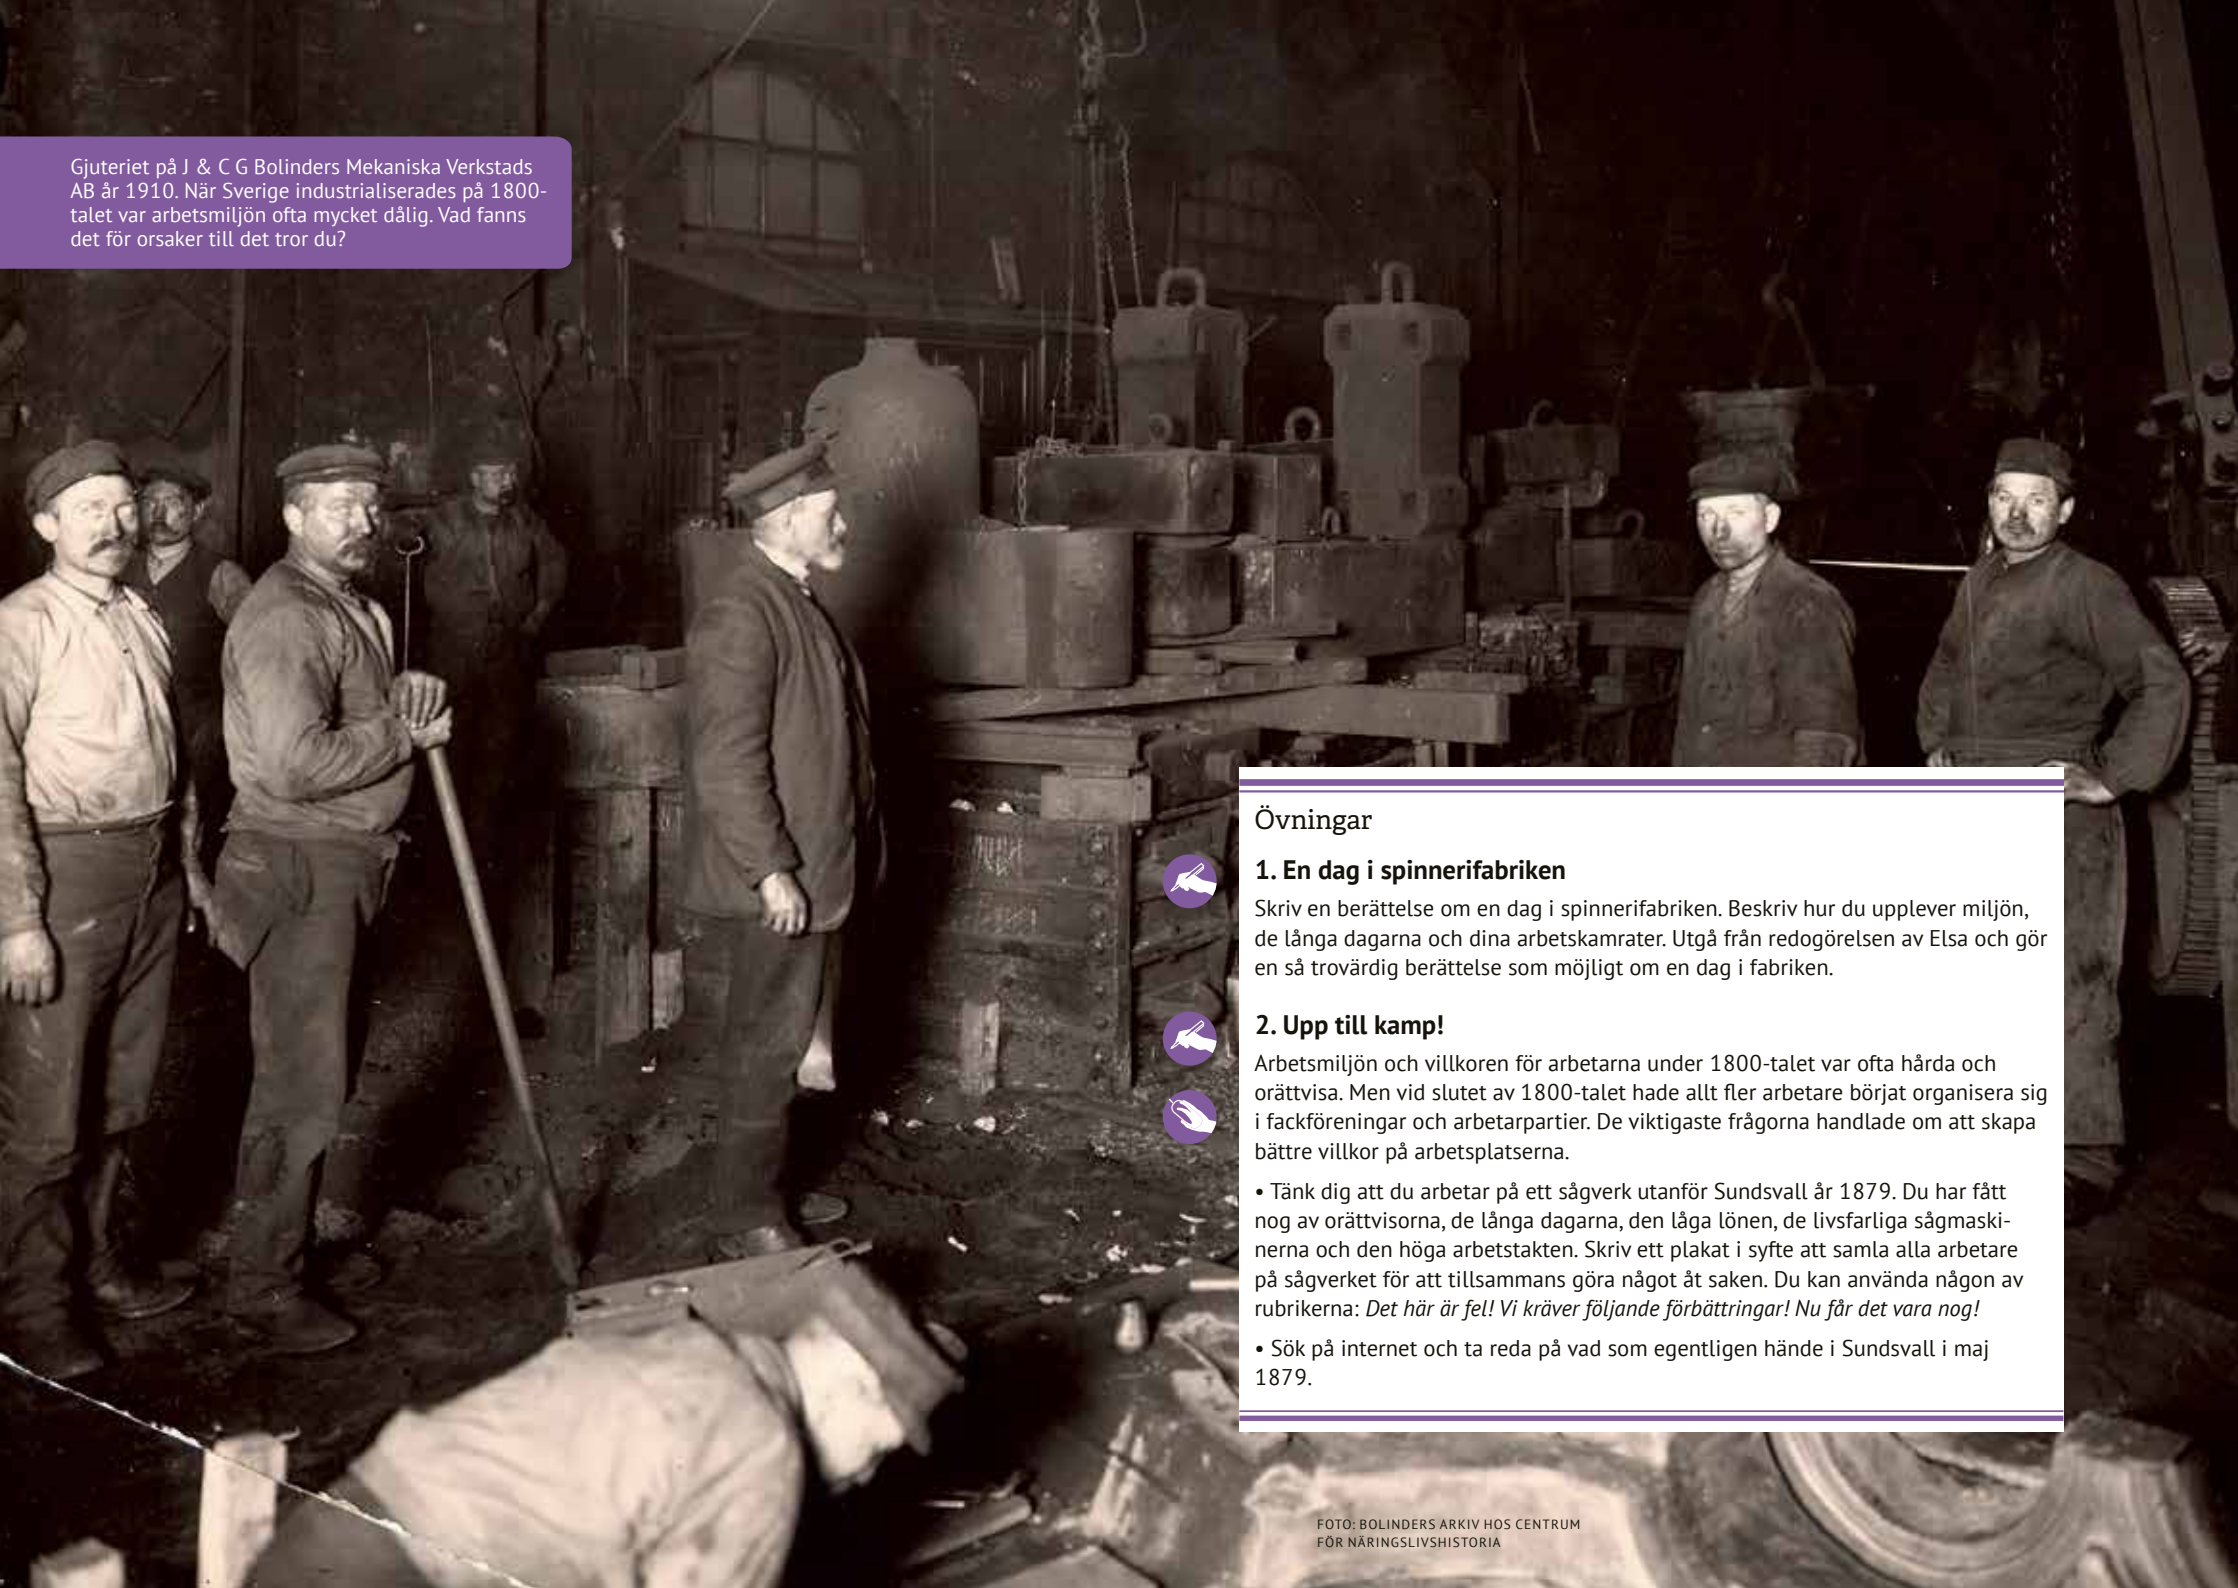 Gjuteriet på J & C G Bolinders Mekaniska Verkstads
AB år 1910. När Sverige industrialiserades på 1800-
talet var arbetsmiljön ofta mycket dålig. Vad fanns
det för orsaker till det tror du?
Övningar
1. En dag i spinnerifabriken
Skriv en berättelse om en dag i spinnerifabriken. Beskriv hur du upplever miljön,
de långa dagarna och dina arbetskamrater. Utgå från redogörelsen av Elsa och gör
en så trovärdig berättelse som möjligt om en dag i fabriken.
2. Upp till kamp!
Arbetsmiljön och villkoren för arbetarna under 1800-talet var ofta hårda och
orättvisa. Men vid slutet av 1800-talet hade allt fler arbetare börjat organisera sig
i fackföreningar och arbetarpartier. De viktigaste frågorna handlade om att skapa
bättre villkor på arbetsplatserna.
• Tänk dig att du arbetar på ett sågverk utanför Sundsvall år 1879. Du har fått
nog av orättvisorna, de långa dagarna, den låga lönen, de livsfarliga sågmaski-
nerna och den höga arbetstakten. Skriv ett plakat i syfte att samla alla arbetare
på sågverket för att tillsammans göra något åt saken. Du kan använda någon av
rubrikerna: Det här är fel! Vi kräver följande förbättringar! Nu får det vara nog!
• Sök på internet och ta reda på vad som egentligen hände i Sundsvall i maj
1879.
FOTO: BOLINDERS ARKIV HOS CENTRUM
FÖR NÄRINGSLIVSHISTORIA